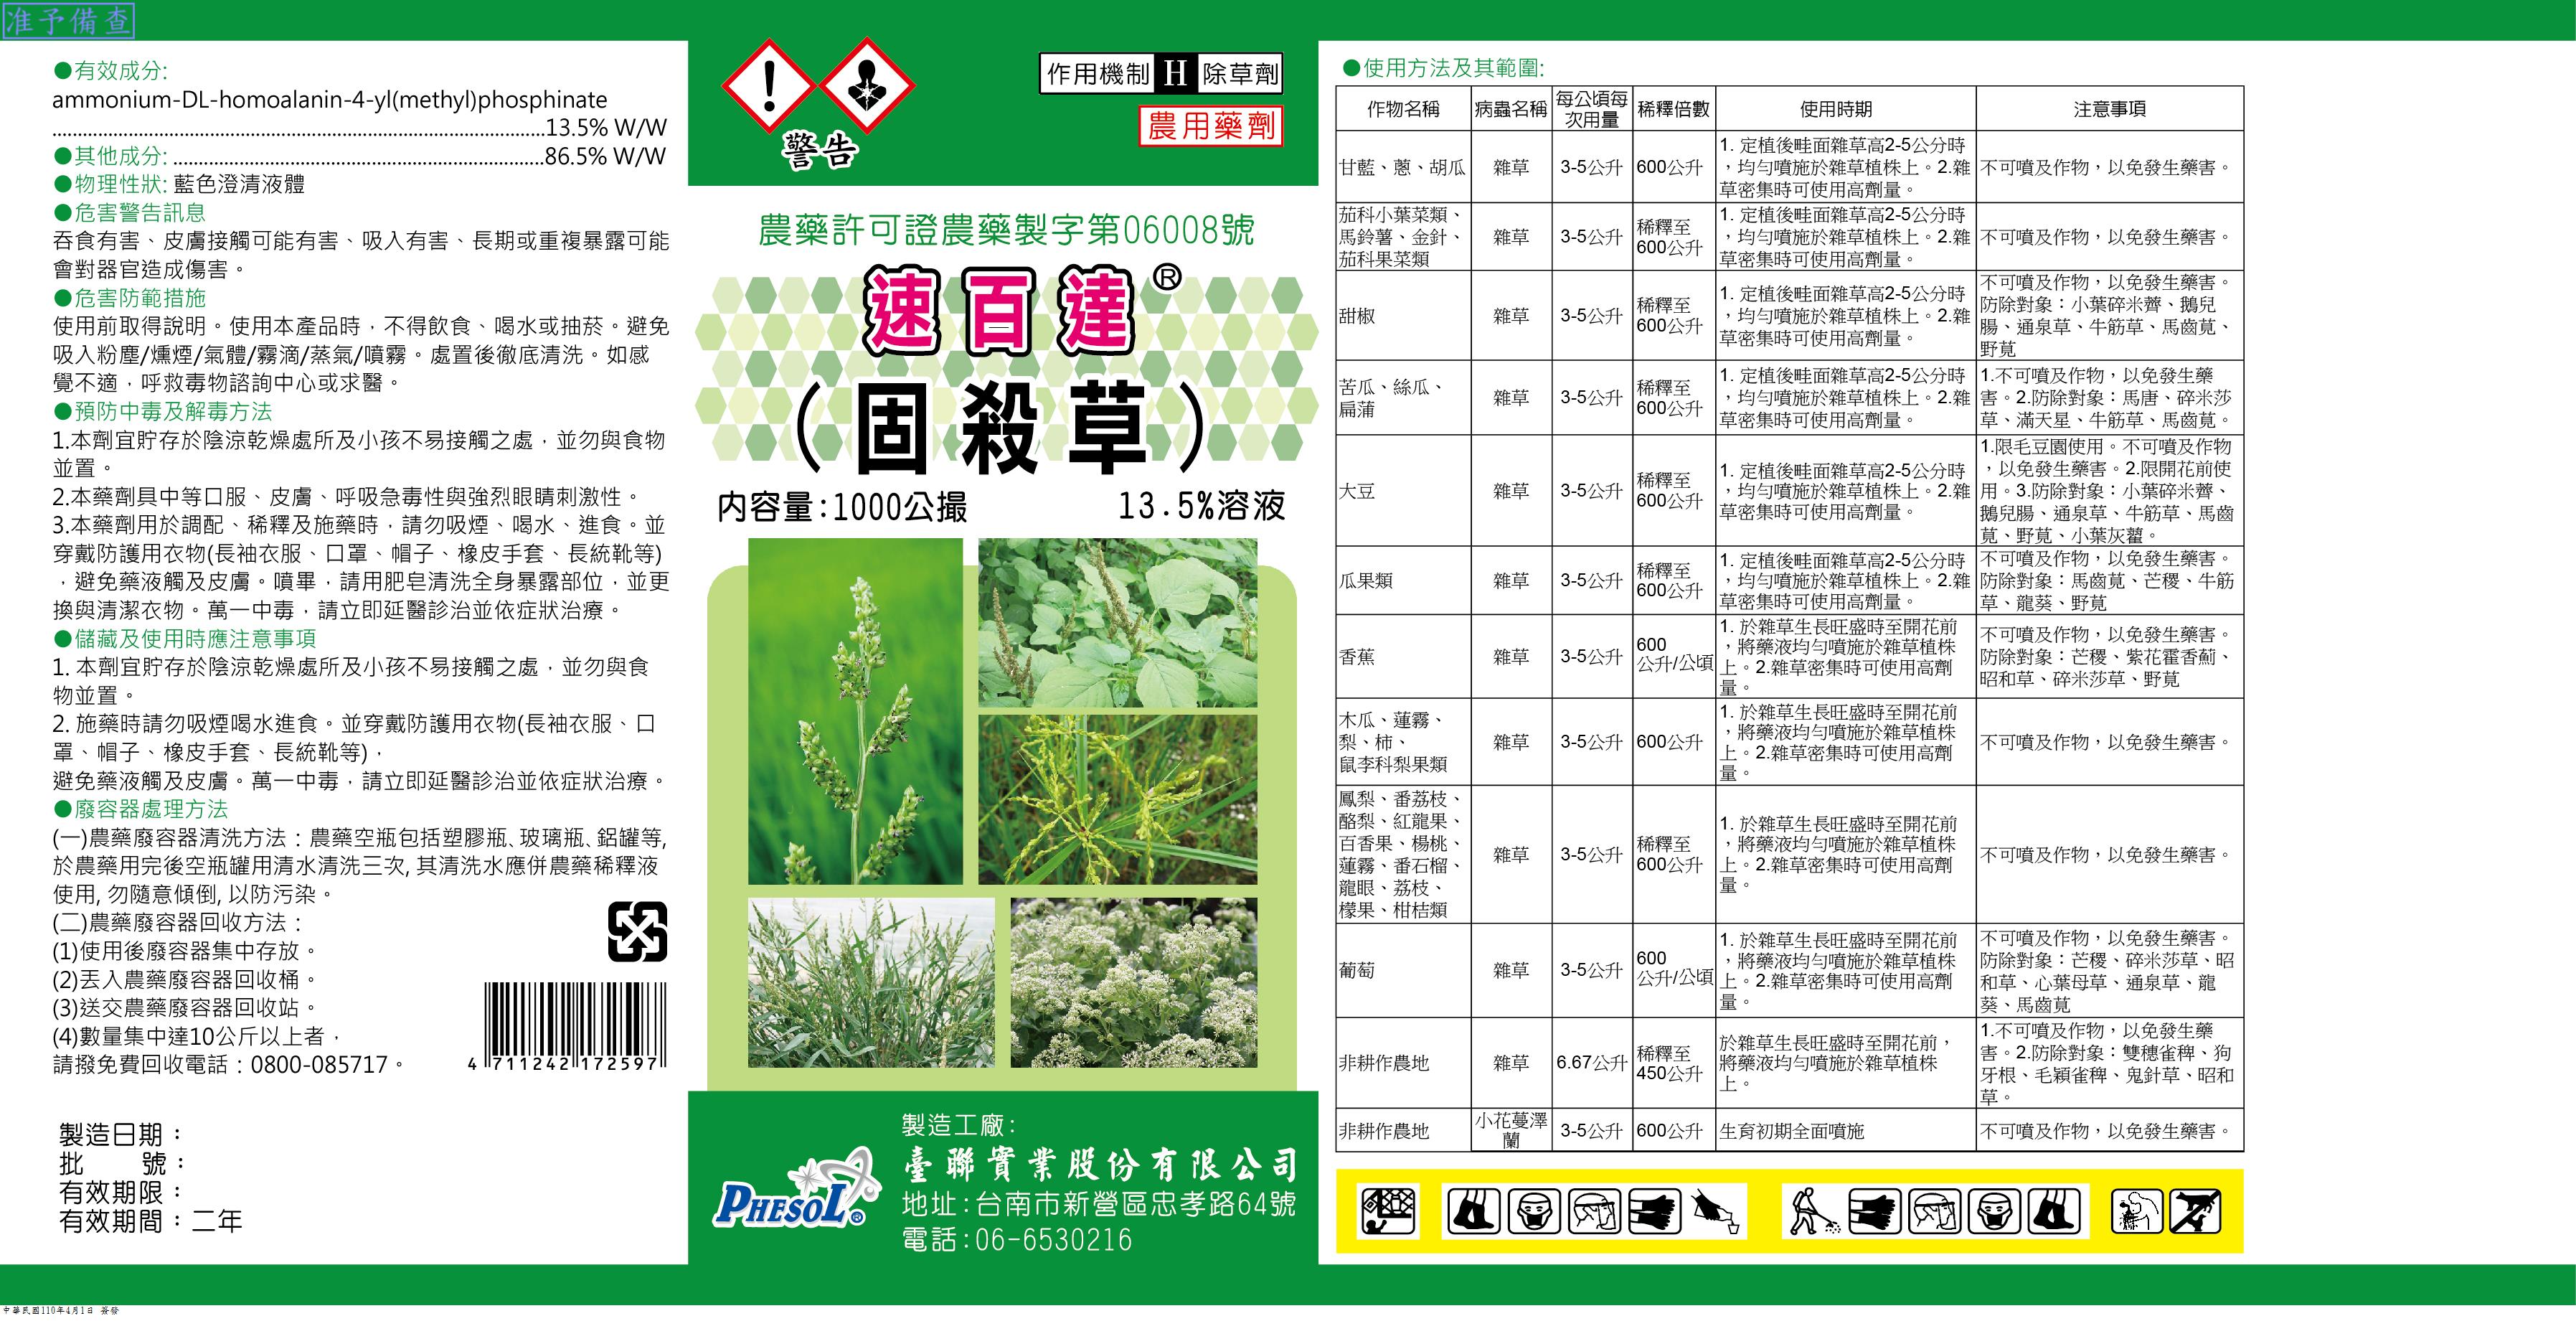 准予備查
●有效成分:
ammonium-DL-homoalanin-4-yl(methyl)phosphinate
..........13.5% W/W
●其他成分: ..........86.5% W/W
●物理性狀: 藍色澄清液體
●危害警告訊息
吞食有害、皮膚接觸可能有害、吸入有害、長期或重複暴露可能
會對器官造成傷害。
●危害防範措施
使用前取得說明。使用本產品時，不得飲食、喝水或抽菸。避免
吸入粉塵/燻煙/氣體/霧滴/蒸氣/噴霧。處置後徹底清洗。如感
覺不適，呼救毒物諮詢中心或求醫。
●預防中毒及解毒方法
1.本劑宜貯存於陰涼乾燥處所及小孩不易接觸之處，並勿與食物
並置。
2.本藥劑具中等口服、皮膚、呼吸急毒性與強烈眼睛刺激性。
3.本藥劑用於調配、稀釋及施藥時，請勿吸煙、喝水、進食。並
穿戴防護用衣物(長袖衣服、口罩、帽子、橡皮手套、長統靴等)
，避免藥液觸及皮膚。噴畢，請用肥皂清洗全身暴露部位，並更
換與清潔衣物。萬一中毒，請立即延醫診治並依症狀治療。
●儲藏及使用時應注意事項
1. 本劑宜貯存於陰涼乾燥處所及小孩不易接觸之處，並勿與食
物並置。
2. 施藥時請勿吸煙喝水進食。並穿戴防護用衣物(長袖衣服、口
罩、帽子、橡皮手套、長統靴等)，
避免藥液觸及皮膚。萬一中毒，請立即延醫診治並依症狀治療。
●廢容器處理方法
(一)農藥廢容器清洗方法：農藥空瓶包括塑膠瓶、玻璃瓶、鋁罐等,
於農藥用完後空瓶罐用清水清洗三次, 其清洗水應併農藥稀釋液
使用, 勿隨意傾倒, 以防污染。
(二)農藥廢容器回收方法：
(1)使用後廢容器集中存放。
(2)丟入農藥廢容器回收桶。
(3)送交農藥廢容器回收站。
(4)數量集中達10公斤以上者，
請撥免費回收電話：0800-085717。
4 711242 172597
製造日期：
批 號：
有效期限：
有效期間：二年
警告
作用機制 H 除草劑
農用藥劑
農藥許可證農藥製字第06008號
速百達®
(固殺草)
內容量:1000公撮 13.5%溶液
PHESOL®
製造工廠:
臺聯實業股份有限公司
地址:台南市新營區忠孝路64號
電話:06-6530216
●使用方法及其範圍:
作物名稱 病蟲名稱 每公頃每次用量 稀釋倍數 使用時期 注意事項
甘藍、蔥、胡瓜 雜草 3-5公升 600公升 1. 定植後畦面雜草高2-5公分時，均勻噴施於雜草植株上。2.雜草密集時可使用高劑量。 不可噴及作物，以免發生藥害。
茄科小葉菜類、馬鈴薯、金針、茄科果菜類 雜草 3-5公升 稀釋至600公升 1. 定植後畦面雜草高2-5公分時，均勻噴施於雜草植株上。2.雜草密集時可使用高劑量。 不可噴及作物，以免發生藥害。
甜椒 雜草 3-5公升 稀釋至600公升 1. 定植後畦面雜草高2-5公分時，均勻噴施於雜草植株上。2.雜草密集時可使用高劑量。 不可噴及作物，以免發生藥害。防除對象：小葉碎米薺、鵝兒腸、通泉草、牛筋草、馬齒莧、野莧
苦瓜、絲瓜、扁蒲 雜草 3-5公升 稀釋至600公升 1. 定植後畦面雜草高2-5公分時，均勻噴施於雜草植株上。2.雜草密集時可使用高劑量。 1.不可噴及作物，以免發生藥害。2.防除對象：馬唐、碎米莎草、滿天星、牛筋草、馬齒莧。
大豆 雜草 3-5公升 稀釋至600公升 1. 定植後畦面雜草高2-5公分時，均勻噴施於雜草植株上。2.雜草密集時可使用高劑量。 1.限毛豆園使用。不可噴及作物，以免發生藥害。2.限開花前使用。3.防除對象：小葉碎米薺、鵝兒腸、通泉草、牛筋草、馬齒莧、野莧、小葉灰藋。
瓜果類 雜草 3-5公升 稀釋至600公升 1. 定植後畦面雜草高2-5公分時，均勻噴施於雜草植株上。2.雜草密集時可使用高劑量。 不可噴及作物，以免發生藥害。防除對象：馬齒莧、芒稷、牛筋草、龍葵、野莧
香蕉 雜草 3-5公升 600公升/公頃 1. 於雜草生長旺盛時至開花前，將藥液均勻噴施於雜草植株上。2.雜草密集時可使用高劑量。 不可噴及作物，以免發生藥害。防除對象：芒稷、紫花霍香薊、昭和草、碎米莎草、野莧
木瓜、蓮霧、梨、柿、鼠李科梨果類 雜草 3-5公升 600公升 1. 於雜草生長旺盛時至開花前，將藥液均勻噴施於雜草植株上。2.雜草密集時可使用高劑量。 不可噴及作物，以免發生藥害。
鳳梨、番荔枝、酪梨、紅龍果、百香果、楊桃、蓮霧、番石榴、龍眼、荔枝、檬果、柑桔類 雜草 3-5公升 稀釋至600公升 1. 於雜草生長旺盛時至開花前，將藥液均勻噴施於雜草植株上。2.雜草密集時可使用高劑量。 不可噴及作物，以免發生藥害。
葡萄 雜草 3-5公升 600公升/公頃 1. 於雜草生長旺盛時至開花前，將藥液均勻噴施於雜草植株上。2.雜草密集時可使用高劑量。 不可噴及作物，以免發生藥害。防除對象：芒稷、碎米莎草、昭和草、心葉母草、通泉草、龍葵、馬齒莧
非耕作農地 雜草 6.67公升 稀釋至450公升 於雜草生長旺盛時至開花前，將藥液均勻噴施於雜草植株上。 1.不可噴及作物，以免發生藥害。2.防除對象：雙穗雀稗、狗牙根、毛穎雀稗、鬼針草、昭和草。
非耕作農地 小花蔓澤蘭 3-5公升 600公升 生育初期全面噴施 不可噴及作物，以免發生藥害。
中華民國110年4月1日 簽發